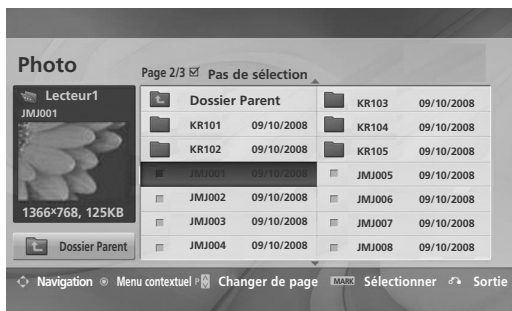 Photo
Page 2/3 Pas de sélection
Lecteur1
JMJ001
1366x768, 125KB
Dossier Parent
Dossier Parent
KR101 09/10/2008
KR102 09/10/2008
JMJ001 09/10/2008
JMJ002 09/10/2008
JMJ003 09/10/2008
JMJ004 09/10/2008
KR103 09/10/2008
KR104 09/10/2008
KR105 09/10/2008
JMJ005 09/10/2008
JMJ006 09/10/2008
JMJ007 09/10/2008
JMJ008 09/10/2008
Navigation Menu contextuel P Changer de page MARK Sélectionner Sortie